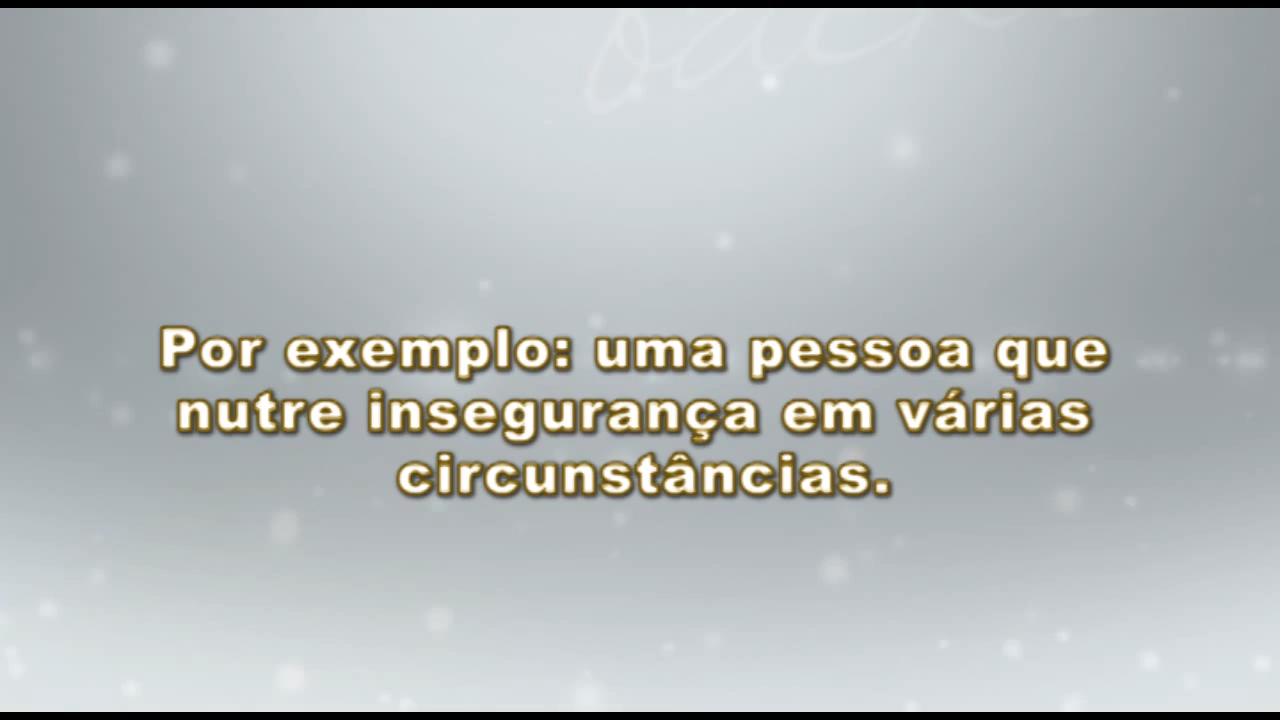 Por exemplo: uma pessoa que
nutre insegurança em várias
circunstâncias.